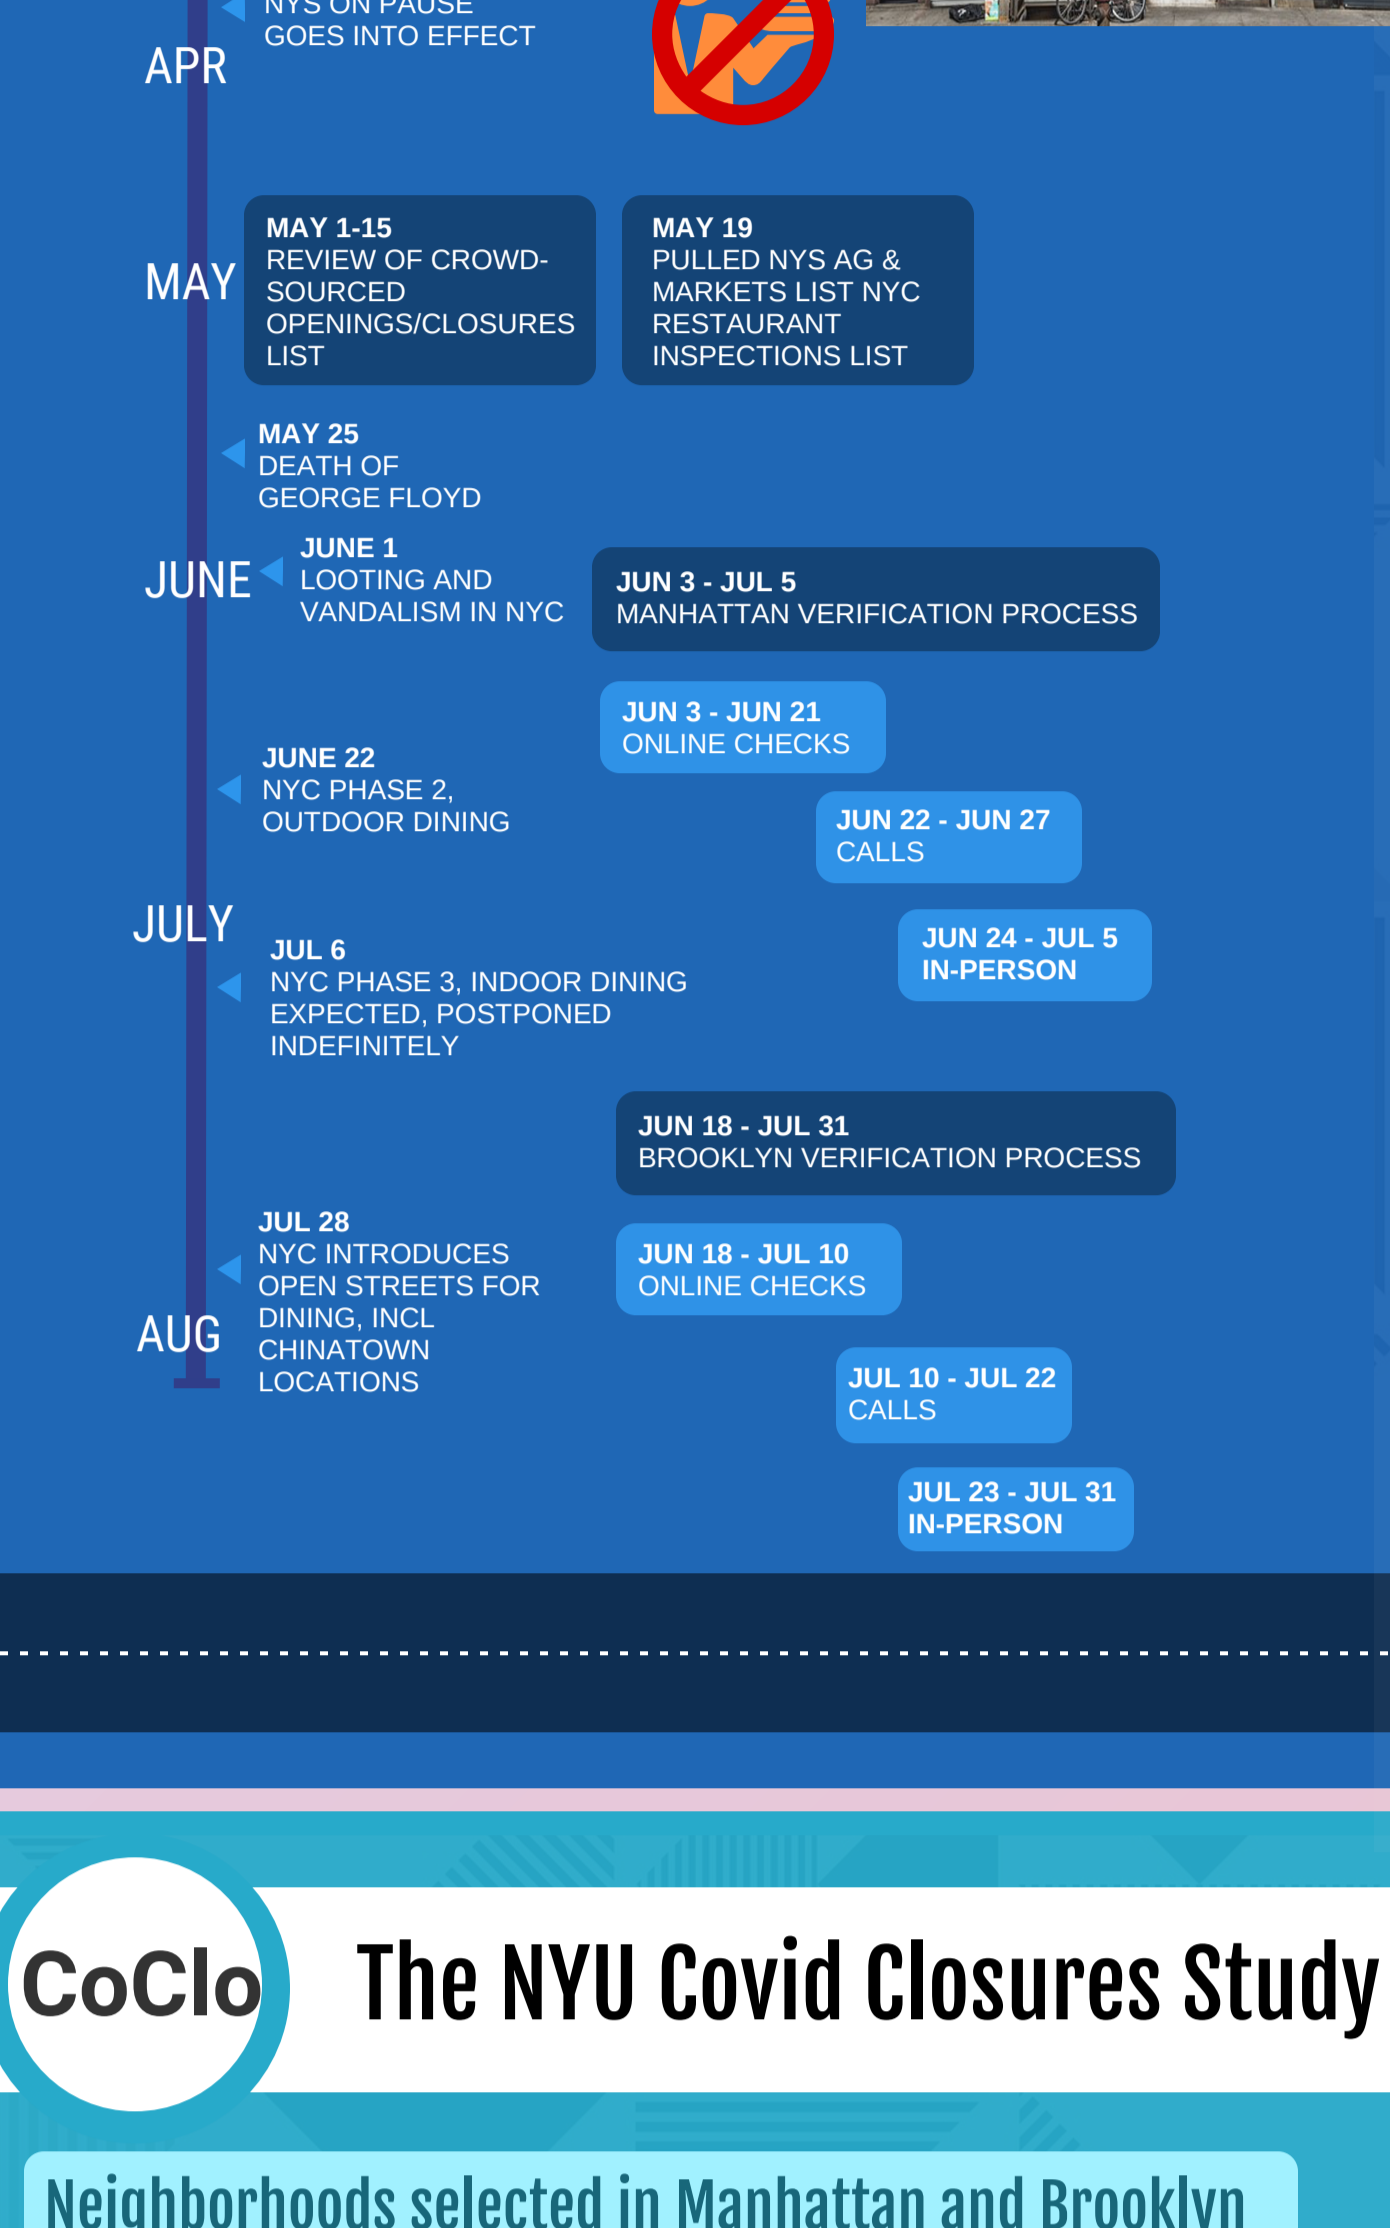 NYS ON PAUSE
GOES INTO EFFECT
APR
MAY
MAY 1-15
REVIEW OF CROWD-
SOURCED
OPENINGS/CLOSURES
LIST
MAY 19
PULLED NYS AG &
MARKETS LIST NYC
RESTAURANT
INSPECTIONS LIST
MAY 25
DEATH OF
GEORGE FLOYD
JUNE
JUNE 1
LOOTING AND
VANDALISM IN NYC
JUN 3 - JUL 5
MANHATTAN VERIFICATION PROCESS
JUN 3 - JUN 21
ONLINE CHECKS
JUNE 22
NYC PHASE 2,
OUTDOOR DINING
JUN 22 - JUN 27
CALLS
JULY
JUN 24 - JUL 5
IN-PERSON
JUL 6
NYC PHASE 3, INDOOR DINING
EXPECTED, POSTPONED
INDEFINITELY
JUN 18 - JUL 31
BROOKLYN VERIFICATION PROCESS
JUL 28
NYC INTRODUCES
OPEN STREETS FOR
DINING, INCL
CHINATOWN
LOCATIONS
JUN 18 - JUL 10
ONLINE CHECKS
AUG
JUL 10 - JUL 22
CALLS
JUL 23 - JUL 31
IN-PERSON
CoClo
The NYU Covid Closures Study
Neighborhoods selected in Manhattan and Brooklyn